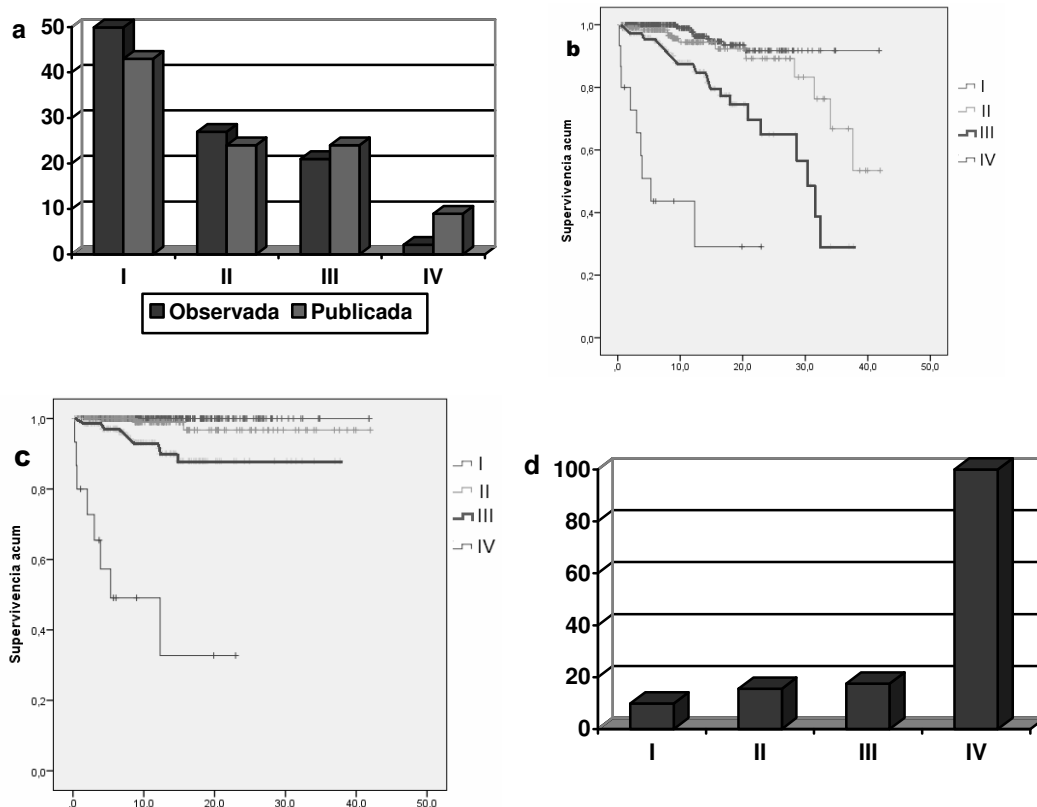 a
50
40
30
20
10
0
I II III IV
Observada Publicada
b
Supervivencia acum
1,0
0,8
0,6
0,4
0,2
0,0
,0 10,0 20,0 30,0 40,0 50,0
I
II
III
IV
c
Supervivencia acum
1,0
0,8
0,6
0,4
0,2
0,0
,0 10,0 20,0 30,0 40,0 50,0
I
II
III
IV
d
100
80
60
40
20
0
I II III IV